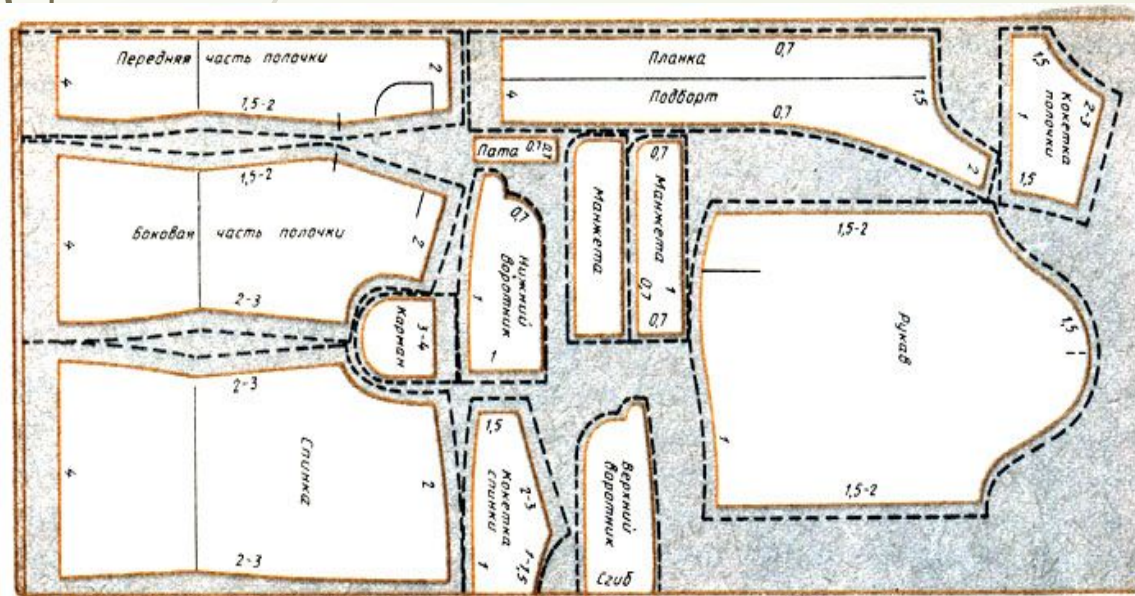 Передняя часть полочки
2
4
1,5-2
Планка
0,7
Подборт
4
0,7
1,5
2
1,5
2-3
Кокетка
полочки
1
1,5
Пата 0,7 0,7
1,5-2
Боковая часть полочки
4
2
2-3
0,7
Нижний
воротник
1
1
Манжета
0,7
Манжета 1
0,7
0,7
1,5-2
Рукав
1,5
1
1,5-2
3-4
Карман
2-3
Спинка
4
2
2-3
1,5
2-3
Кокетка
спинки
1-1,5
1
Верхний
воротник
Сгиб